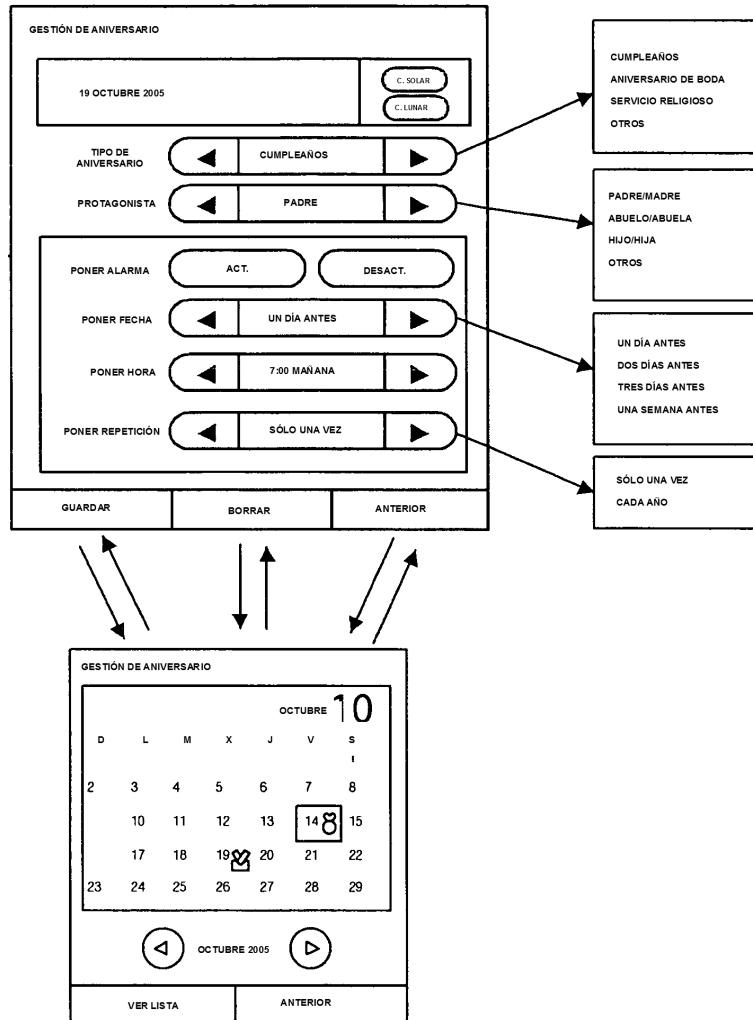 GESTIÓN DE ANIVERSARIO
19 OCTUBRE 2005
C. SOLAR
C. LUNAR
TIPO DE
ANIVERSARIO
CUMPLEAÑOS
PROTAGONISTA
PADRE
PONER ALARMA
ACT.
DESACT.
PONER FECHA
UN DÍA ANTES
PONER HORA
7:00 MAÑANA
PONER REPETICIÓN
SÓLO UNA VEZ
GUARDAR
BORRAR
ANTERIOR
CUMPLEAÑOS
ANIVERSARIO DE BODA
SERVICIO RELIGIOSO
OTROS
PADRE/MADRE
ABUELO/ABUELA
HIJO/HIJA
OTROS
UN DÍA ANTES
DOS DÍAS ANTES
TRES DÍAS ANTES
UNA SEMANA ANTES
SÓLO UNA VEZ
CADA AÑO
GESTIÓN DE ANIVERSARIO
OCTUBRE 10
D L M X J V S
1
2 3 4 5 6 7 8
10 11 12 13 14 15
17 18 19 20 21 22
23 24 25 26 27 28 29
OCTUBRE 2005
VER LISTA
ANTERIOR